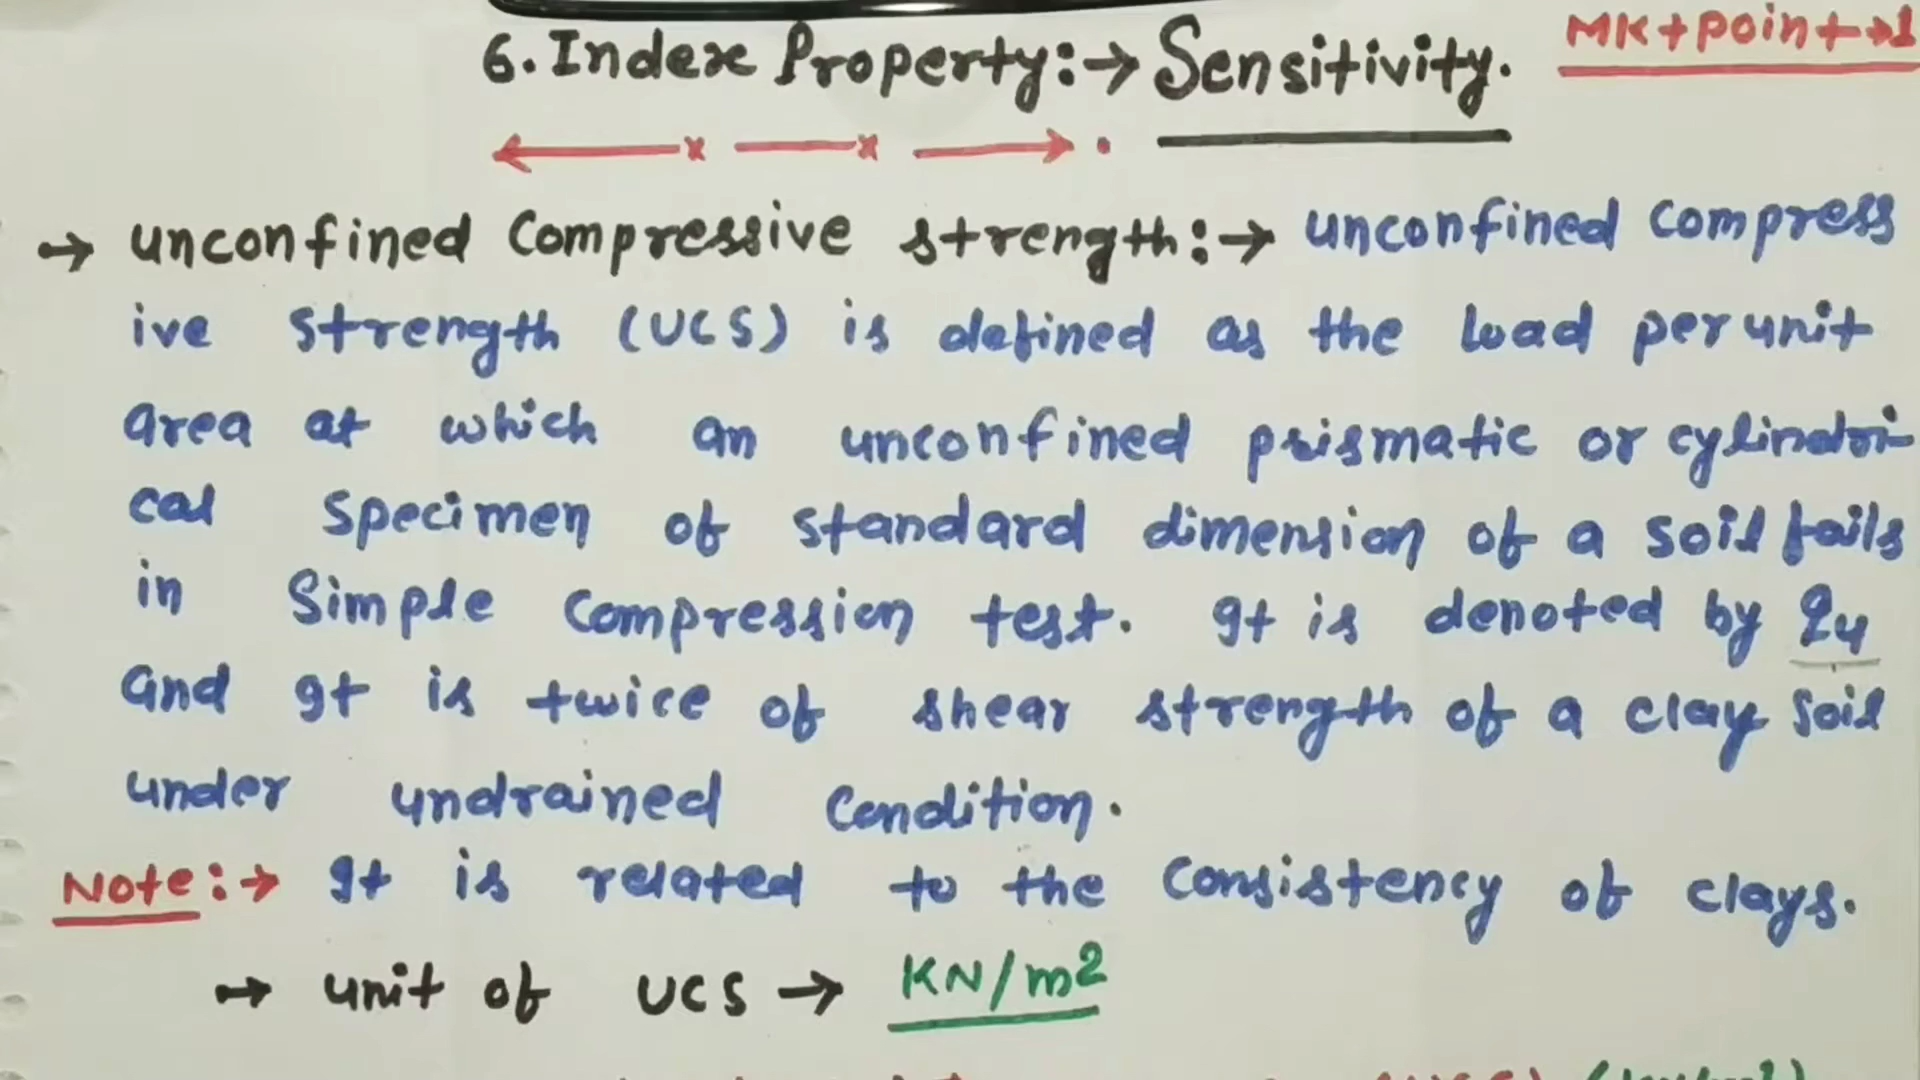 MK+point→1
6. Index Property:→ Sensitivity.
→ unconfined Compressive strength:→ unconfined compress
ive strength (UCS) is defined as the load per unit
area at which an unconfined prismatic or cylindri-
cal specimen of standard dimension of a soil fails
in Simple Compression test. It is denoted by qu
and It is twice of shear strength of a clay soil
under undrained Condition.
Note:→ It is related to the Consistency of clays.
→ unit of UCS → KN/m2